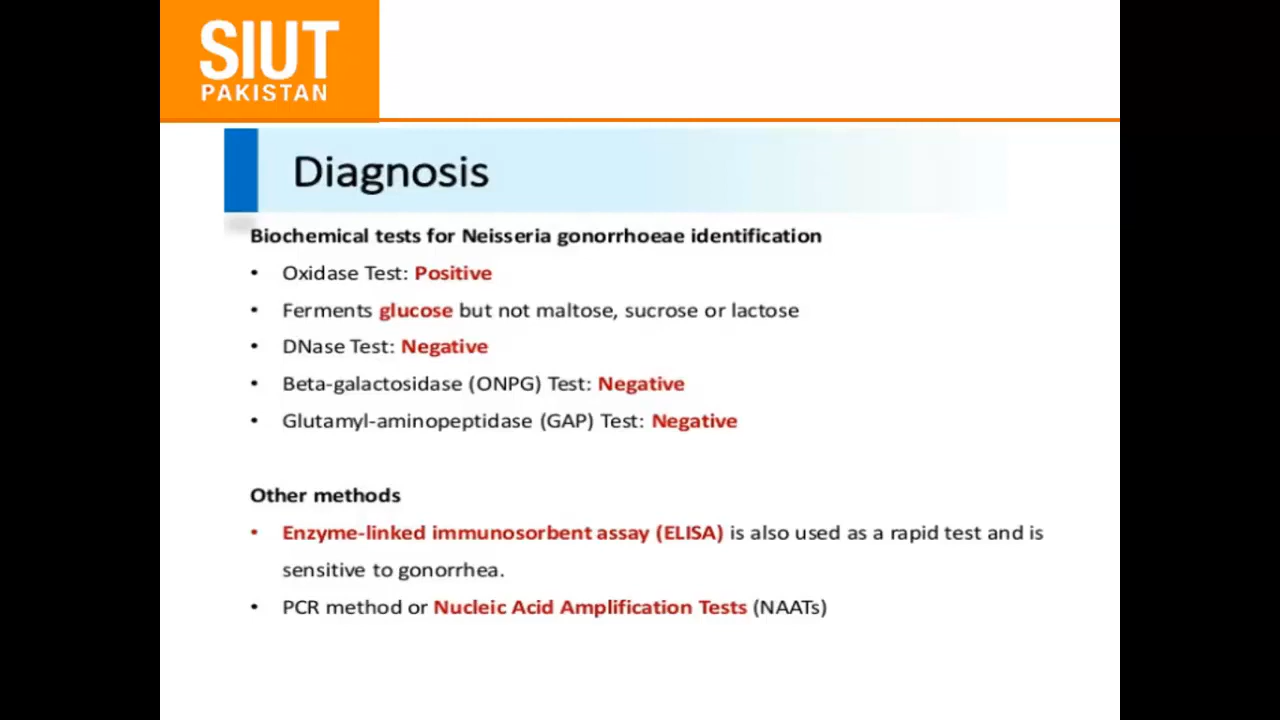 SIUT
PAKISTAN
Diagnosis
Biochemical tests for Neisseria gonorrhoeae identification
• Oxidase Test: Positive
• Ferments glucose but not maltose, sucrose or lactose
• DNase Test: Negative
• Beta-galactosidase (ONPG) Test: Negative
• Glutamyl-aminopeptidase (GAP) Test: Negative
Other methods
• Enzyme-linked immunosorbent assay (ELISA) is also used as a rapid test and is
sensitive to gonorrhea.
• PCR method or Nucleic Acid Amplification Tests (NAATs)